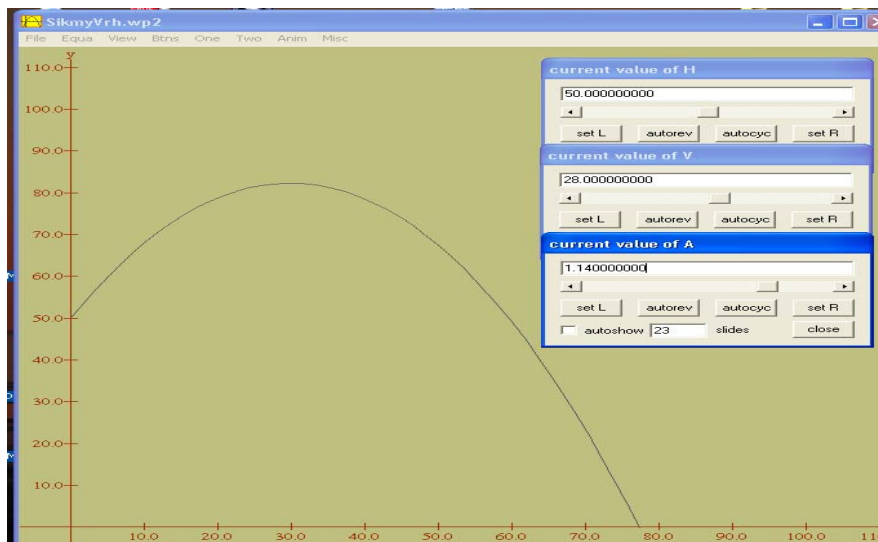 SikmyVrh.wp2
File Equa View Btns One Two Anim Misc
y
110.0
100.0
90.0
80.0
70.0
60.0
50.0
40.0
30.0
20.0
10.0
10.0 20.0 30.0 40.0 50.0 60.0 70.0 80.0 90.0 100.0
current value of H
50.000000000
set L autorev autocyc set R
current value of V
28.000000000
set L autorev autocyc set R
current value of A
1.140000000
set L autorev autocyc set R
autoshow 23 slides close